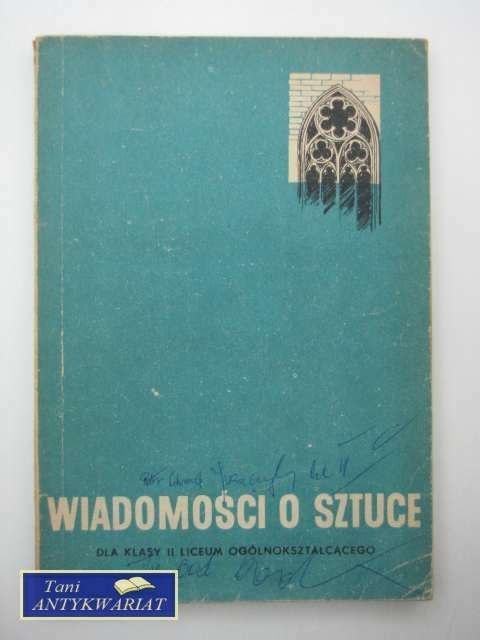 WIADOMOŚCI O SZTUCE
DLA KLASY II LICEUM OGÓLNOKSZTAŁCĄCEGO
Tani
ANTYKWARIAT